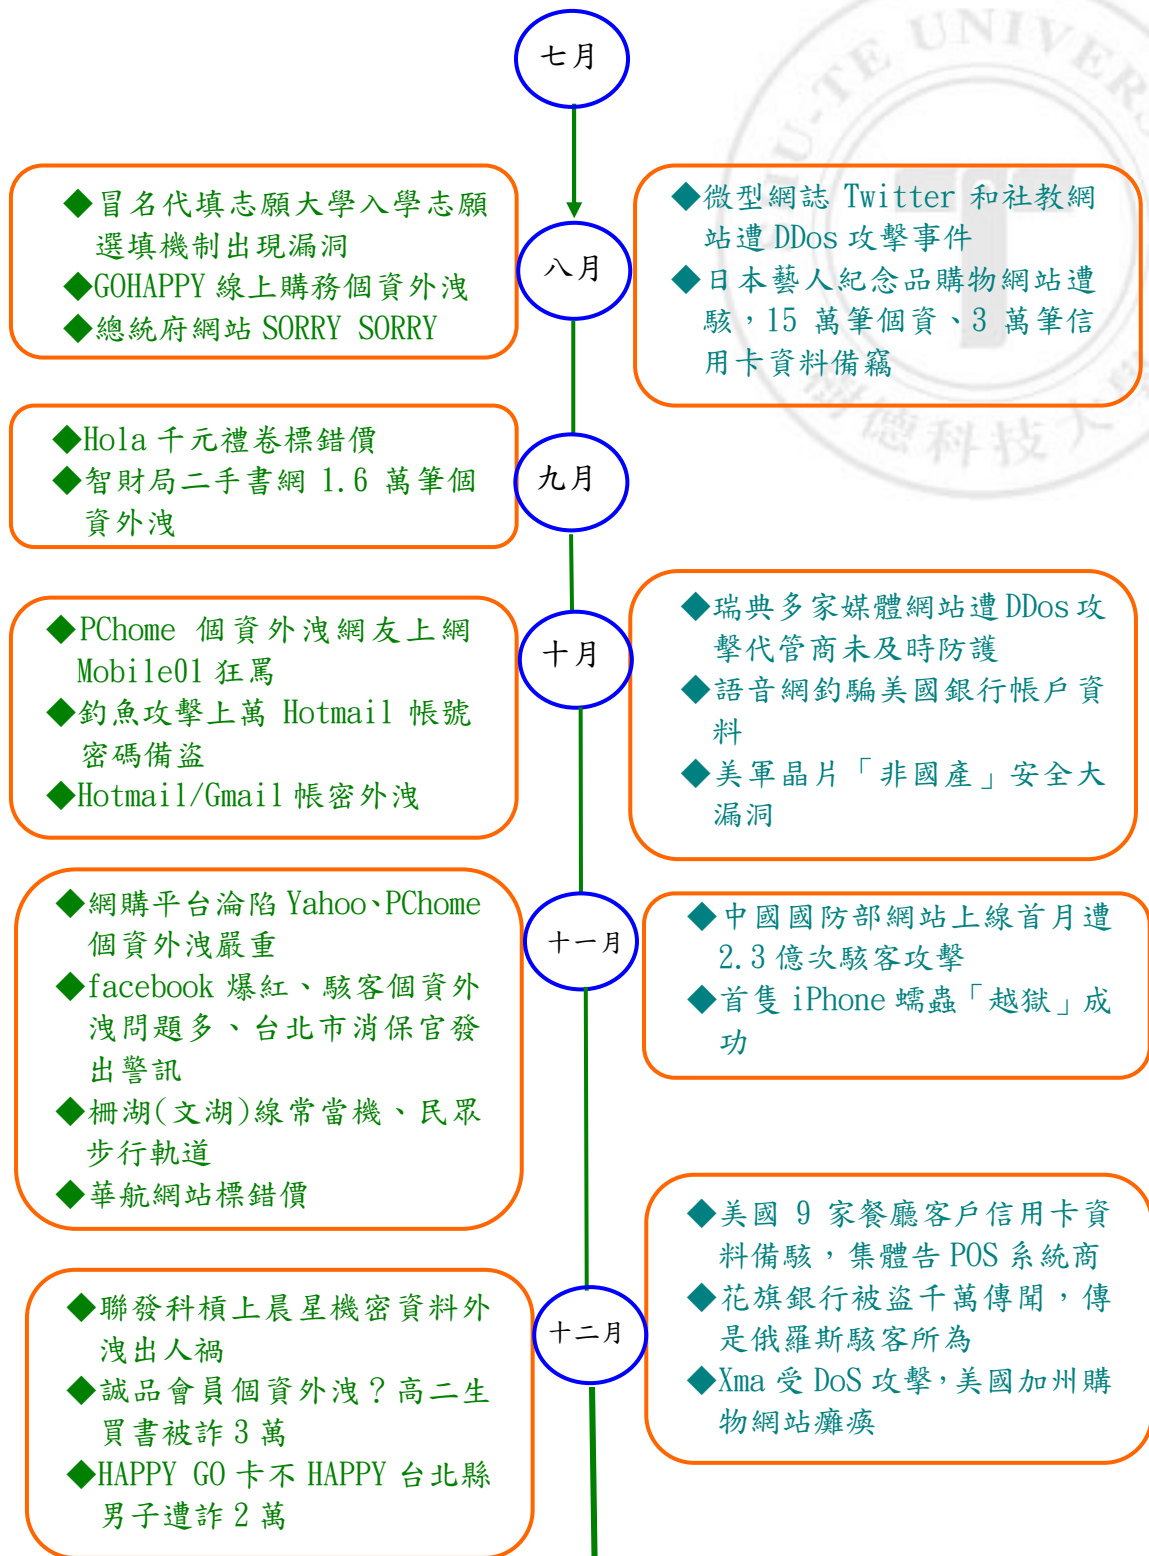 七月
CHU-TE UNIVERS
樹德科技大學
◆冒名代填志願大學入學志願
選填機制出現漏洞
◆GOHAPPY 線上購務個資外洩
◆總統府網站 SORRY SORRY
八月
◆微型網誌 Twitter 和社教網
站遭 DDos 攻擊事件
◆日本藝人紀念品購物網站遭
駭，15 萬筆個資、3 萬筆信
用卡資料備竊
◆Hola 千元禮卷標錯價
◆智財局二手書網 1.6 萬筆個
資外洩
九月
◆PChome 個資外洩網友上網
Mobile01 狂罵
◆釣魚攻擊上萬 Hotmail 帳號
密碼備盜
◆Hotmail/Gmail 帳密外洩
十月
◆瑞典多家媒體網站遭 DDos 攻
擊代管商未及時防護
◆語音網釣騙美國銀行帳戶資
料
◆美軍晶片「非國產」安全大
漏洞
◆網購平台淪陷 Yahoo、PChome
個資外洩嚴重
◆facebook 爆紅、駭客個資外
洩問題多、台北市消保官發
出警訊
◆柵湖(文湖)線常當機、民眾
步行軌道
◆華航網站標錯價
十一月
◆中國國防部網站上線首月遭
2.3 億次駭客攻擊
◆首隻 iPhone 蠕蟲「越獄」成
功
◆聯發科槓上晨星機密資料外
洩出人禍
◆誠品會員個資外洩？高二生
買書被詐 3 萬
◆HAPPY GO 卡不 HAPPY 台北縣
男子遭詐 2 萬
十二月
◆美國 9 家餐廳客戶信用卡資
料備駭，集體告 POS 系統商
◆花旗銀行被盜千萬傳聞，傳
是俄羅斯駭客所為
◆Xma 受 DoS 攻擊，美國加州購
物網站癱瘓